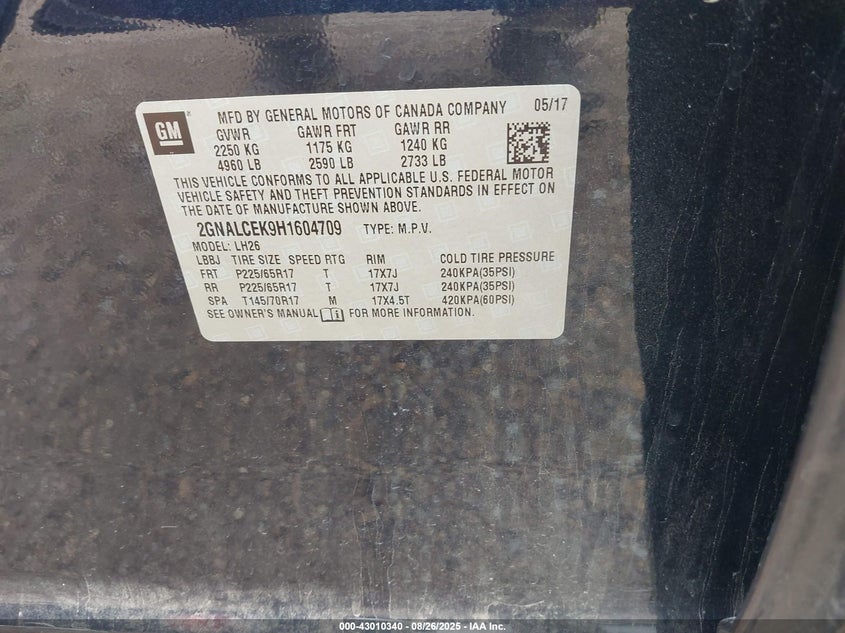 GM
MFD BY GENERAL MOTORS OF CANADA COMPANY 05/17
GVWR GAWR FRT GAWR RR
2250 KG 1175 KG 1240 KG
4960 LB 2590 LB 2733 LB
THIS VEHICLE CONFORMS TO ALL APPLICABLE U.S. FEDERAL MOTOR
VEHICLE SAFETY AND THEFT PREVENTION STANDARDS IN EFFECT ON
THE DATE OF MANUFACTURE SHOWN ABOVE.
2GNALCEK9H1604709 TYPE: M.P.V.
MODEL: LH26
LBBJ TIRE SIZE SPEED RTG RIM COLD TIRE PRESSURE
FRT P225/65R17 T 17X7J 240KPA(35PSI)
RR P225/65R17 T 17X7J 240KPA(35PSI)
SPA T145/70R17 M 17X4.5T 420KPA(60PSI)
SEE OWNER'S MANUAL FOR MORE INFORMATION.
000-43010340 - 08/26/2025 - IAA Inc.